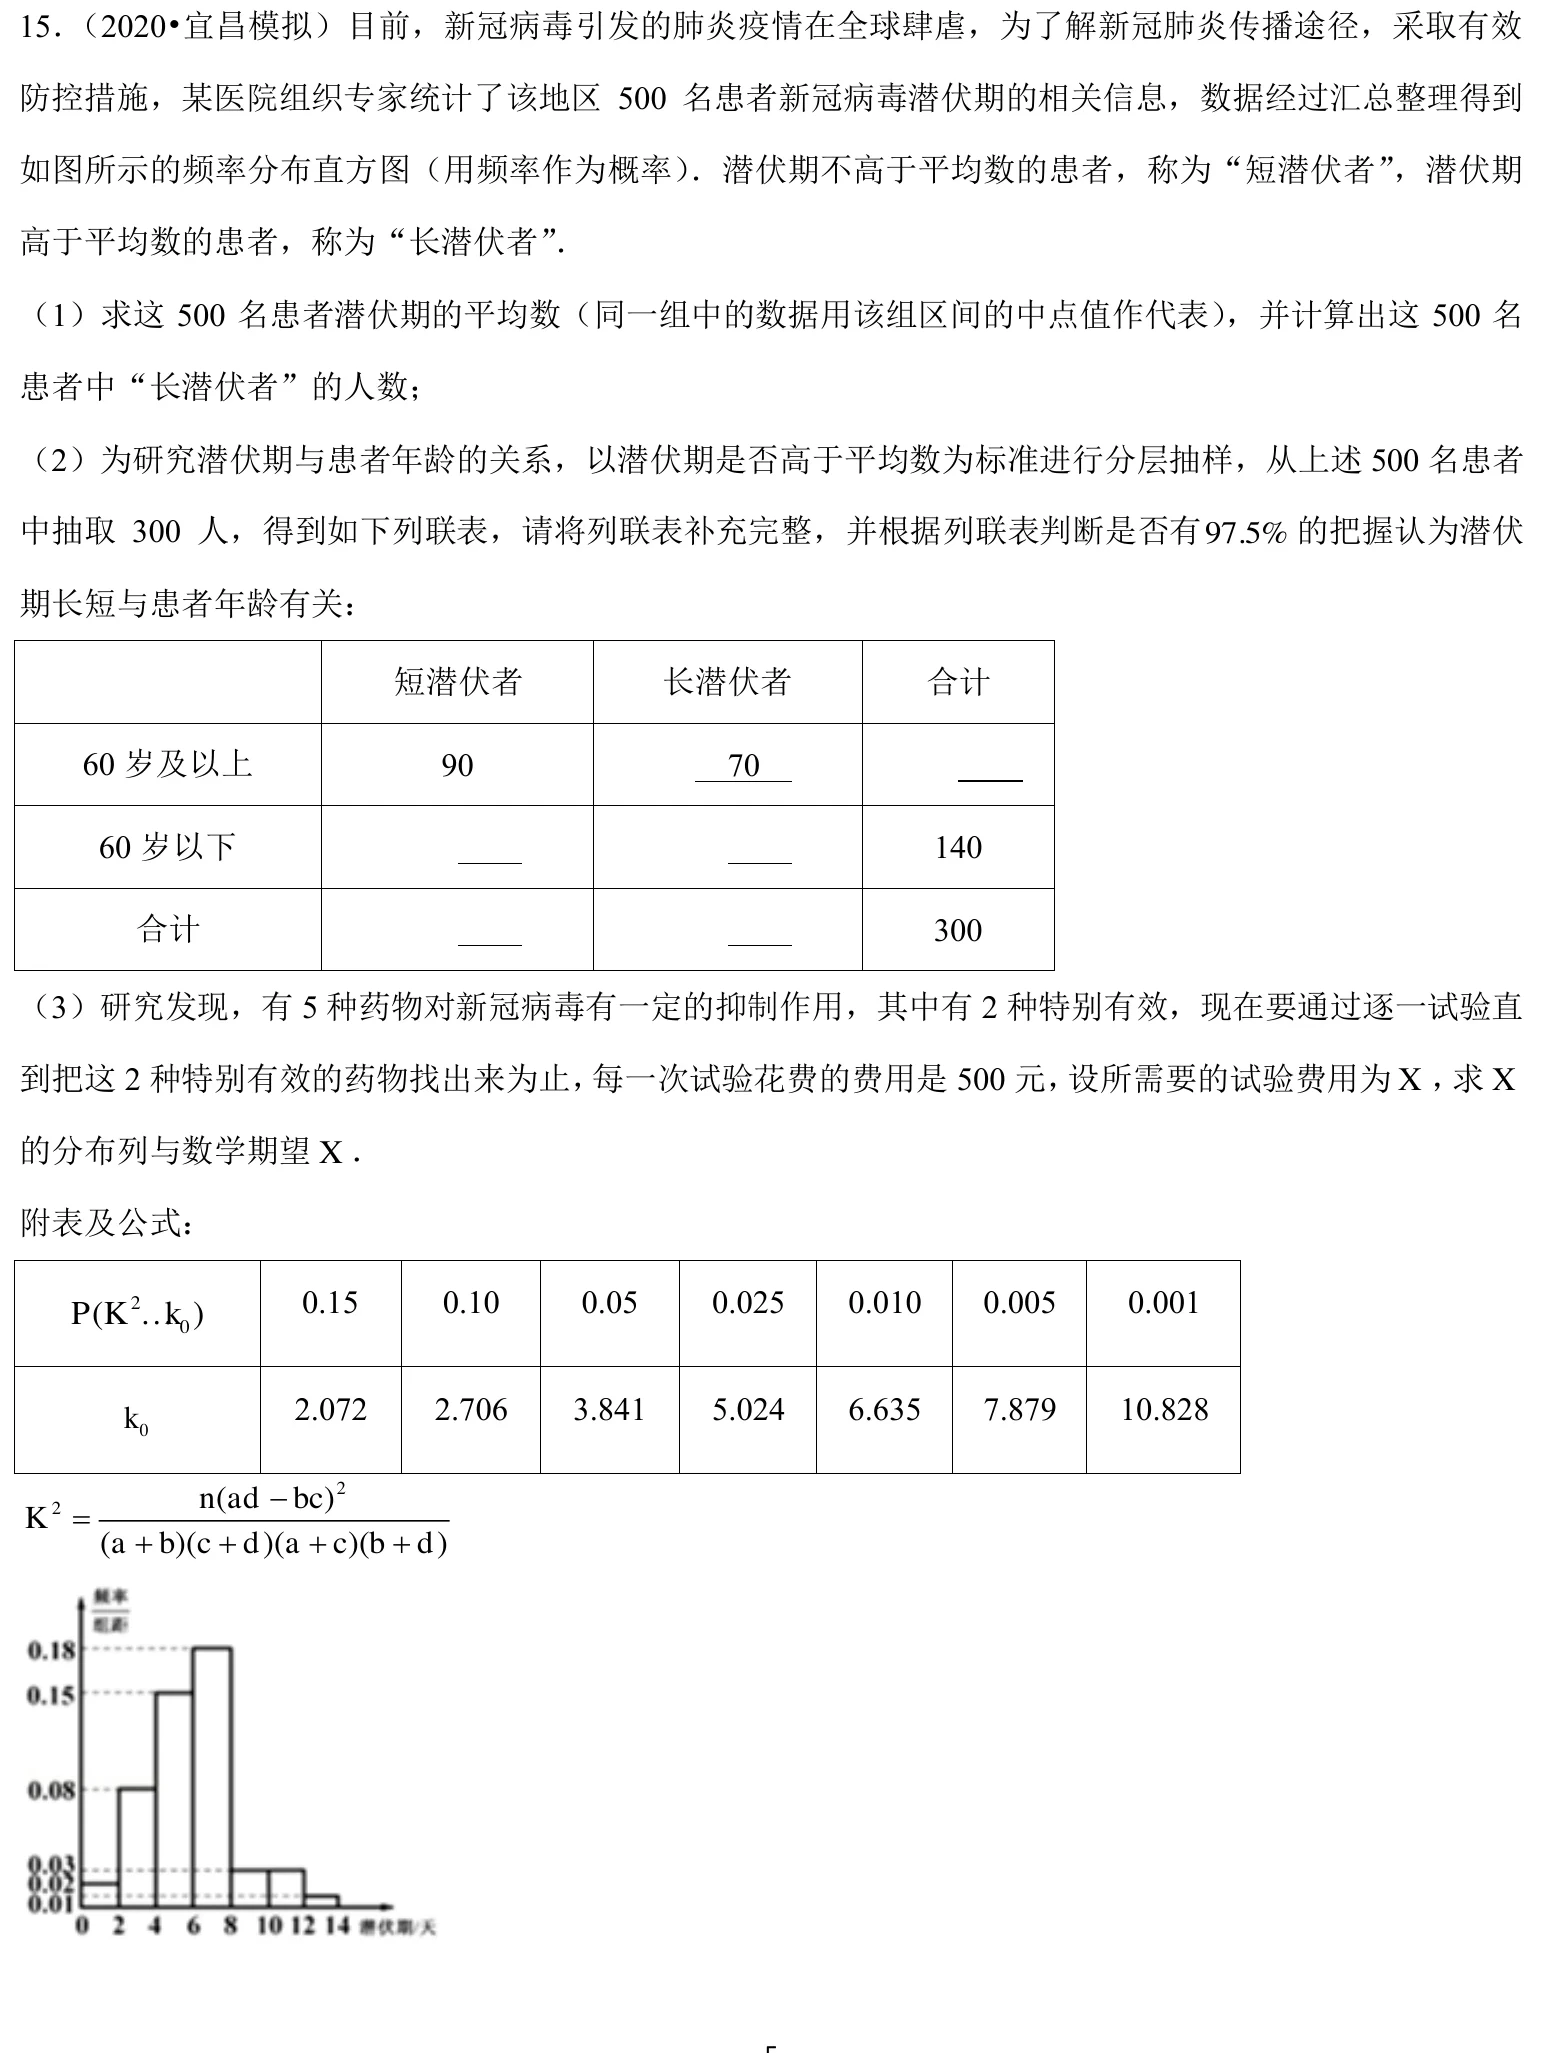 15.（2020•宜昌模拟）目前，新冠病毒引发的肺炎疫情在全球肆虐，为了解新冠肺炎传播途径，采取有效
防控措施，某医院组织专家统计了该地区 500 名患者新冠病毒潜伏期的相关信息，数据经过汇总整理得到
如图所示的频率分布直方图（用频率作为概率）．潜伏期不高于平均数的患者，称为“短潜伏者”，潜伏期
高于平均数的患者，称为“长潜伏者”．
（1）求这 500 名患者潜伏期的平均数（同一组中的数据用该组区间的中点值作代表），并计算出这 500 名
患者中“长潜伏者”的人数；
（2）为研究潜伏期与患者年龄的关系，以潜伏期是否高于平均数为标准进行分层抽样，从上述 500 名患者
中抽取 300 人，得到如下列联表，请将列联表补充完整，并根据列联表判断是否有 97.5% 的把握认为潜伏
期长短与患者年龄有关：
短潜伏者 长潜伏者 合计
60 岁及以上 90 70 ____
60 岁以下 ____ ____ 140
合计 ____ ____ 300
（3）研究发现，有 5 种药物对新冠病毒有一定的抑制作用，其中有 2 种特别有效，现在要通过逐一试验直
到把这 2 种特别有效的药物找出来为止，每一次试验花费的费用是 500 元，设所需要的试验费用为 X ，求 X
的分布列与数学期望 X ．
附表及公式：
P(K²‥k₀) 0.15 0.10 0.05 0.025 0.010 0.005 0.001
k₀ 2.072 2.706 3.841 5.024 6.635 7.879 10.828
K² = n(ad − bc)² / (a + b)(c + d)(a + c)(b + d)
频率
组距
0.18
0.15
0.08
0.03
0.02
0.01
0 2 4 6 8 10 12 14 潜伏期/天